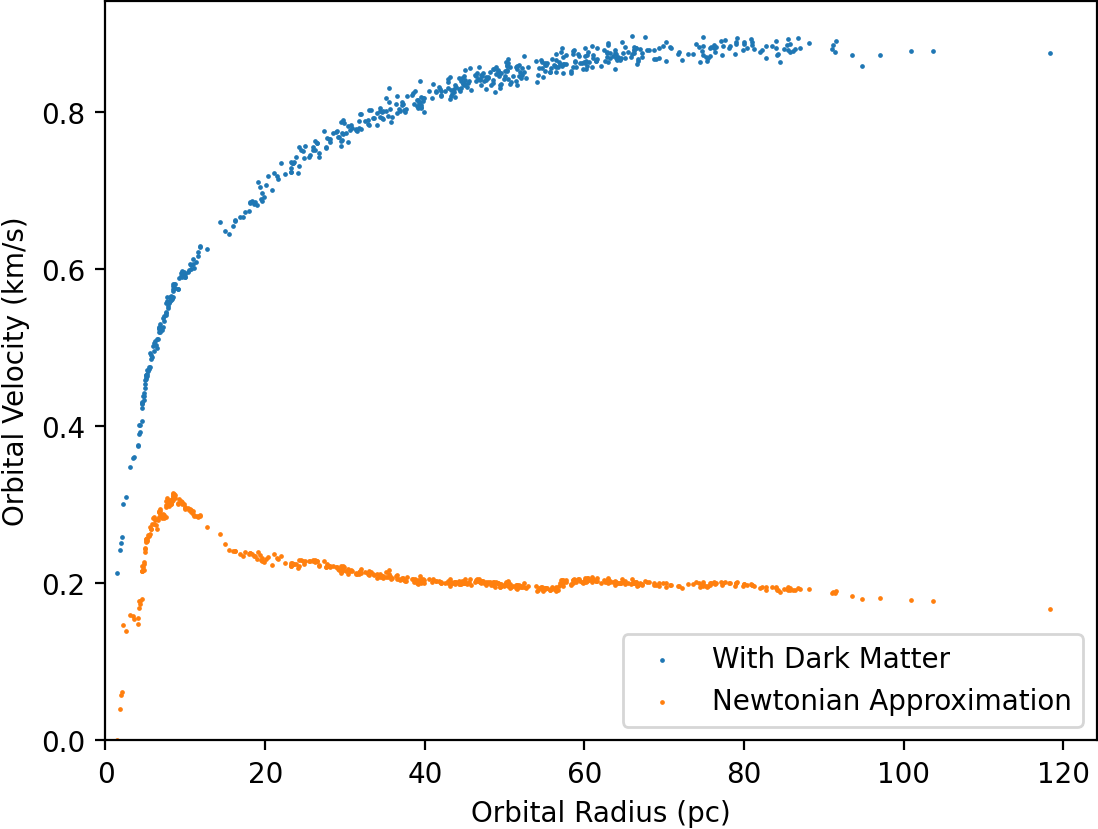 Orbital Velocity (km/s)
0.8
0.6
0.4
0.2
0.0
With Dark Matter
Newtonian Approximation
0 20 40 60 80 100 120
Orbital Radius (pc)